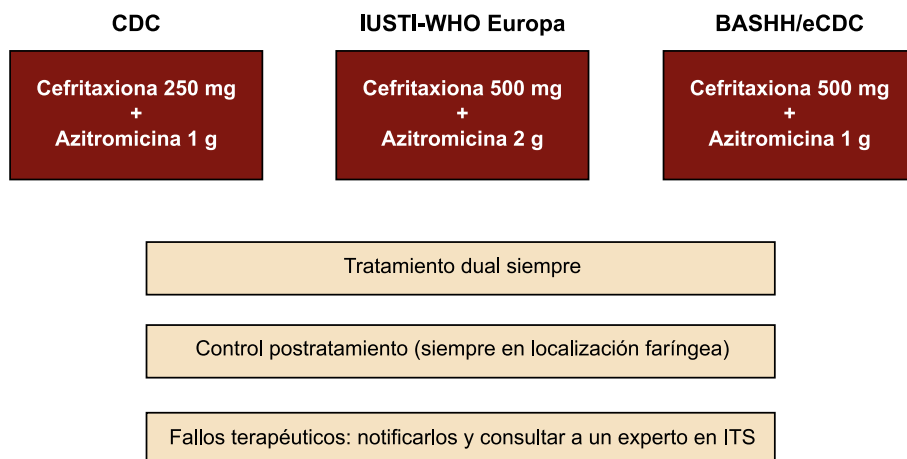 CDC
IUSTI-WHO Europa
BASHH/eCDC
Cefritaxiona 250 mg
+
Azitromicina 1 g
Cefritaxiona 500 mg
+
Azitromicina 2 g
Cefritaxiona 500 mg
+
Azitromicina 1 g
Tratamiento dual siempre
Control postratamiento (siempre en localización faríngea)
Fallos terapéuticos: notificarlos y consultar a un experto en ITS